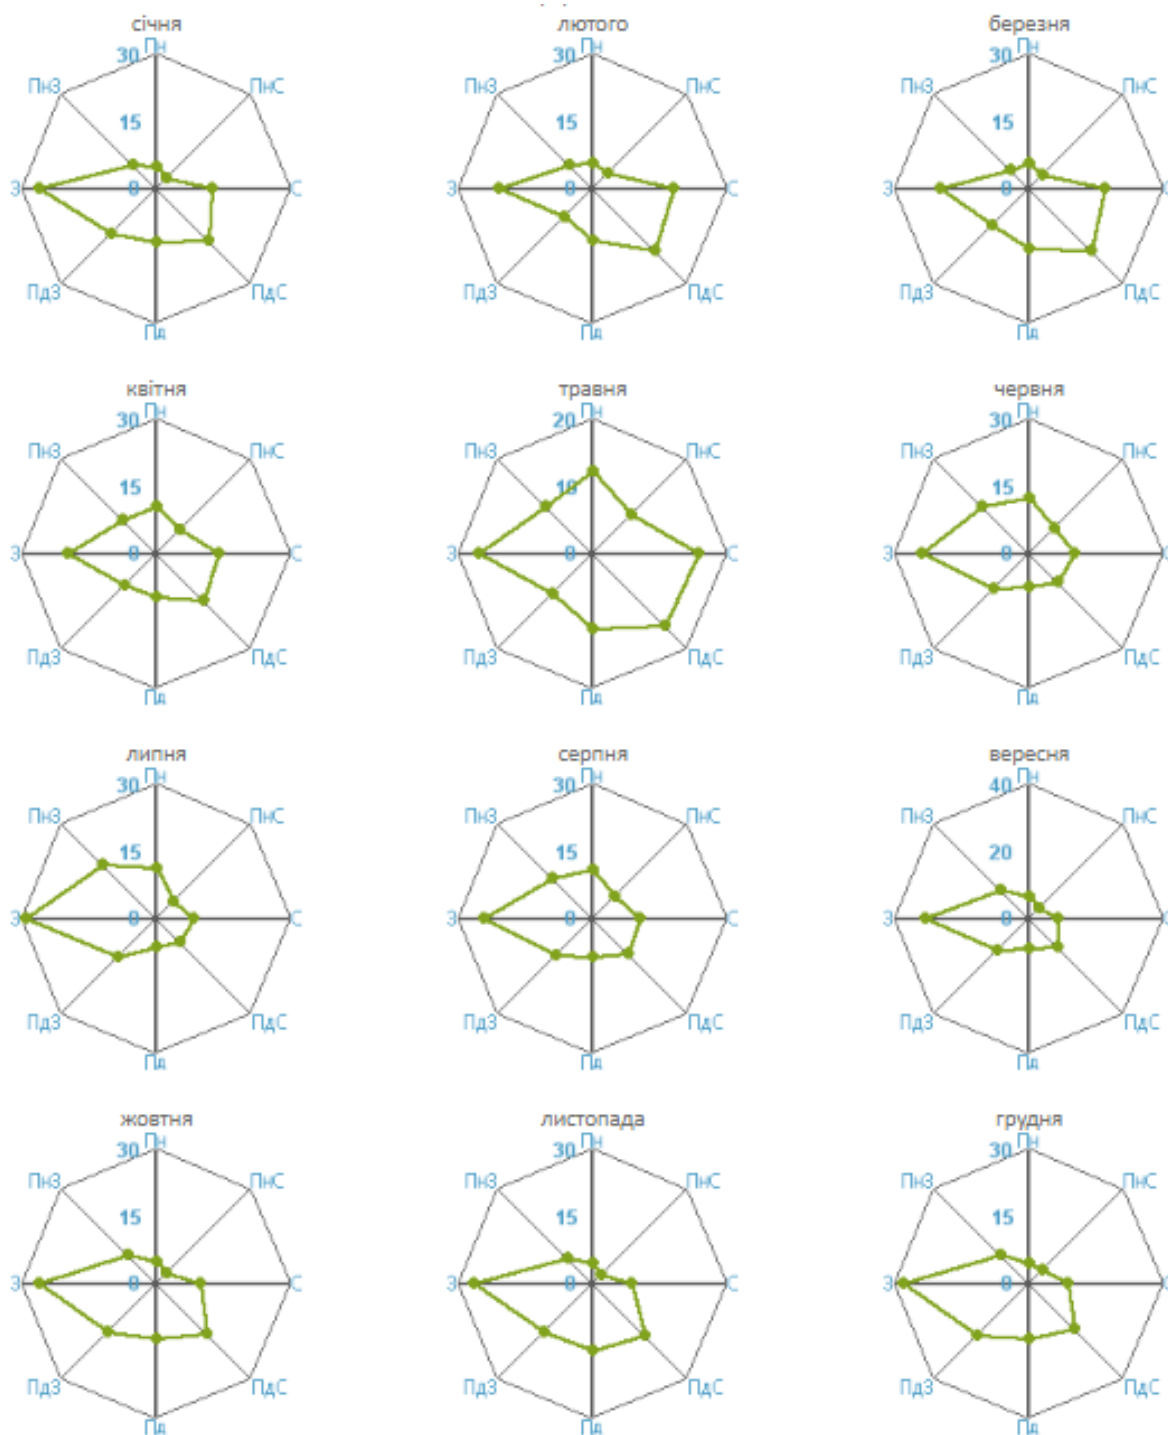 січня
30 Пн
ПнЗ ПнС
15
З 0 С
ПдЗ ПдС
Пд
лютого
30 Пн
ПнЗ ПнС
15
З 0 С
ПдЗ ПдС
Пд
березня
30 Пн
ПнЗ ПнС
15
З 0 С
ПдЗ ПдС
Пд
квітня
30 Пн
ПнЗ ПнС
15
З 0 С
ПдЗ ПдС
Пд
травня
20 Пн
ПнЗ ПнС
10
З 0 С
ПдЗ ПдС
Пд
червня
30 Пн
ПнЗ ПнС
15
З 0 С
ПдЗ ПдС
Пд
липня
30 Пн
ПнЗ ПнС
15
З 0 С
ПдЗ ПдС
Пд
серпня
30 Пн
ПнЗ ПнС
15
З 0 С
ПдЗ ПдС
Пд
вересня
40 Пн
ПнЗ ПнС
20
З 0 С
ПдЗ ПдС
Пд
жовтня
30 Пн
ПнЗ ПнС
15
З 0 С
ПдЗ ПдС
Пд
листопада
30 Пн
ПнЗ ПнС
15
З 0 С
ПдЗ ПдС
Пд
грудня
30 Пн
ПнЗ ПнС
15
З 0 С
ПдЗ ПдС
Пд